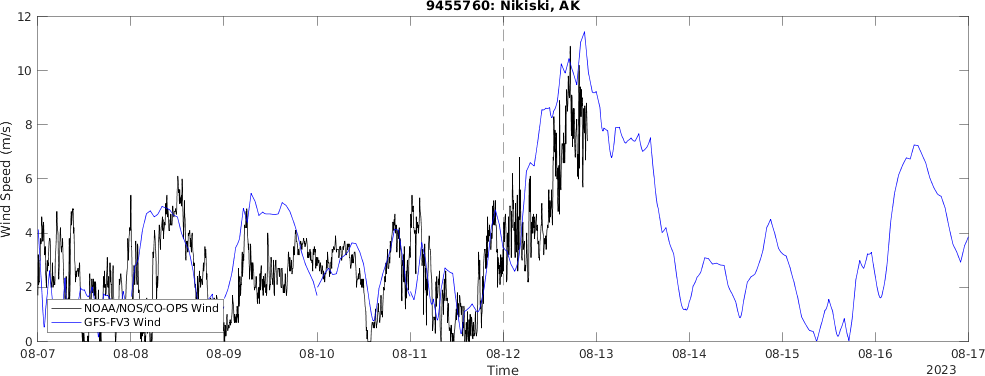 9455760: Nikiski, AK
Wind Speed (m/s)
12
10
8
6
4
2
0
NOAA/NOS/CO-OPS Wind
GFS-FV3 Wind
08-07 08-08 08-09 08-10 08-11 08-12 08-13 08-14 08-15 08-16 08-17
Time
2023